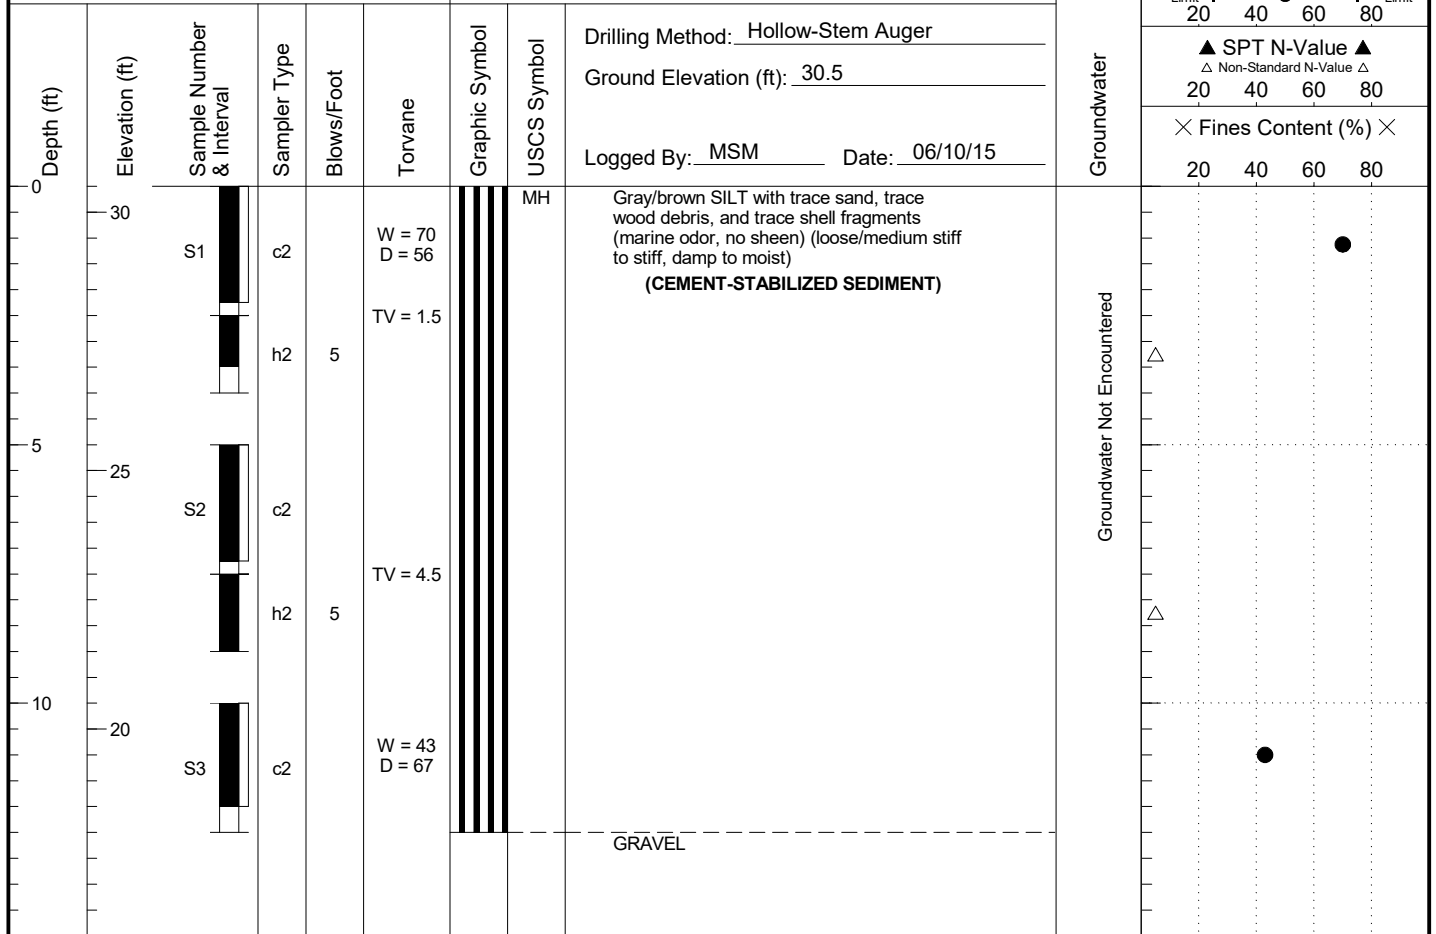 Limit
Limit
20 40 60 80
Drilling Method: Hollow-Stem Auger
Ground Elevation (ft): 30.5
Logged By: MSM Date: 06/10/15
Depth (ft)
Elevation (ft)
Sample Number
& Interval
Sampler Type
Blows/Foot
Torvane
Graphic Symbol
USCS Symbol
Groundwater
▲ SPT N-Value ▲
△ Non-Standard N-Value △
20 40 60 80
× Fines Content (%) ×
20 40 60 80
0
30
S1
c2
W = 70
D = 56
TV = 1.5
h2
5
MH
Gray/brown SILT with trace sand, trace
wood debris, and trace shell fragments
(marine odor, no sheen) (loose/medium stiff
to stiff, damp to moist)
(CEMENT-STABILIZED SEDIMENT)
Groundwater Not Encountered
5
25
S2
c2
TV = 4.5
h2
5
10
20
S3
c2
W = 43
D = 67
GRAVEL